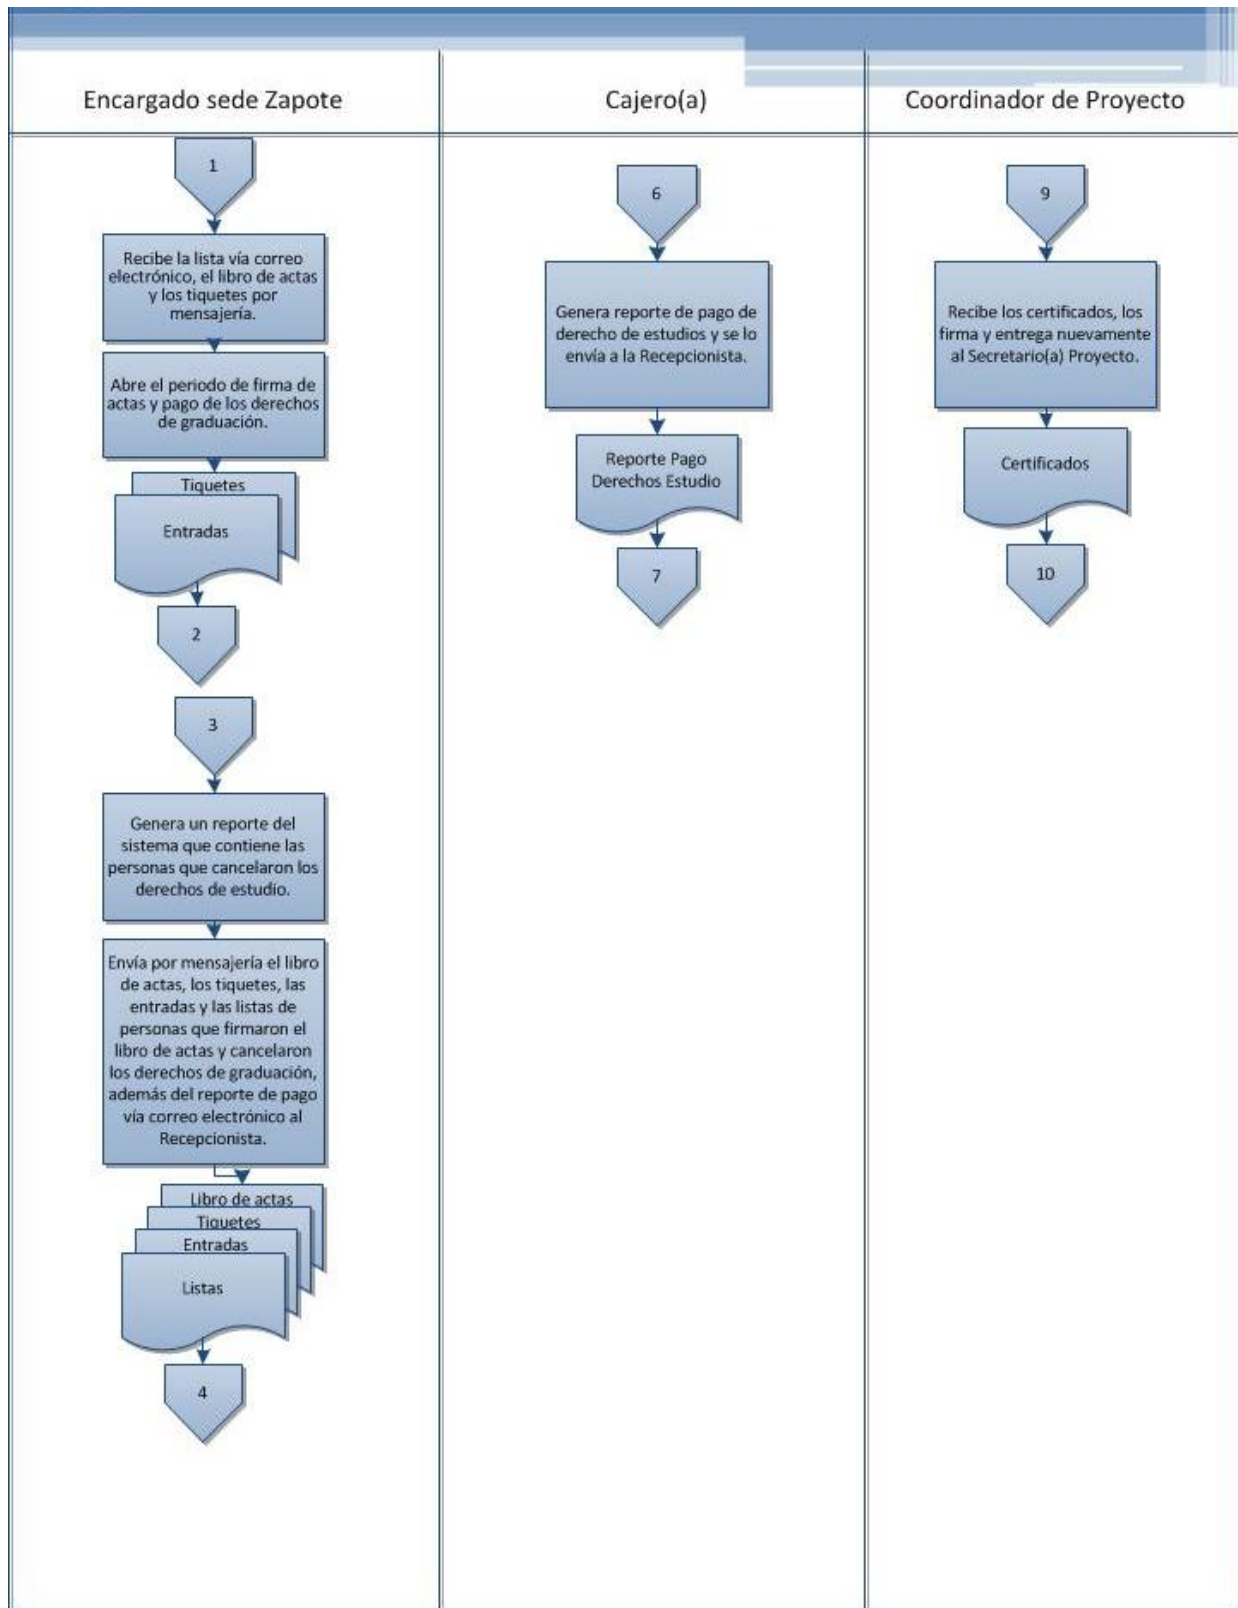 Encargado sede Zapote
1
Recibe la lista vía correo
electrónico, el libro de actas
y los tiquetes por
mensajería.
Abre el periodo de firma de
actas y pago de los derechos
de graduación.
Tiquetes
Entradas
2
3
Genera un reporte del
sistema que contiene las
personas que cancelaron los
derechos de estudio.
Envía por mensajería el libro
de actas, los tiquetes, las
entradas y las listas de
personas que firmaron el
libro de actas y cancelaron
los derechos de graduación,
además del reporte de pago
vía correo electrónico al
Recepcionista.
Libro de actas
Tiquetes
Entradas
Listas
4
Cajero(a)
6
Genera reporte de pago de
derecho de estudios y se lo
envía a la Recepcionista.
Reporte Pago
Derechos Estudio
7
Coordinador de Proyecto
9
Recibe los certificados, los
firma y entrega nuevamente
al Secretario(a) Proyecto.
Certificados
10